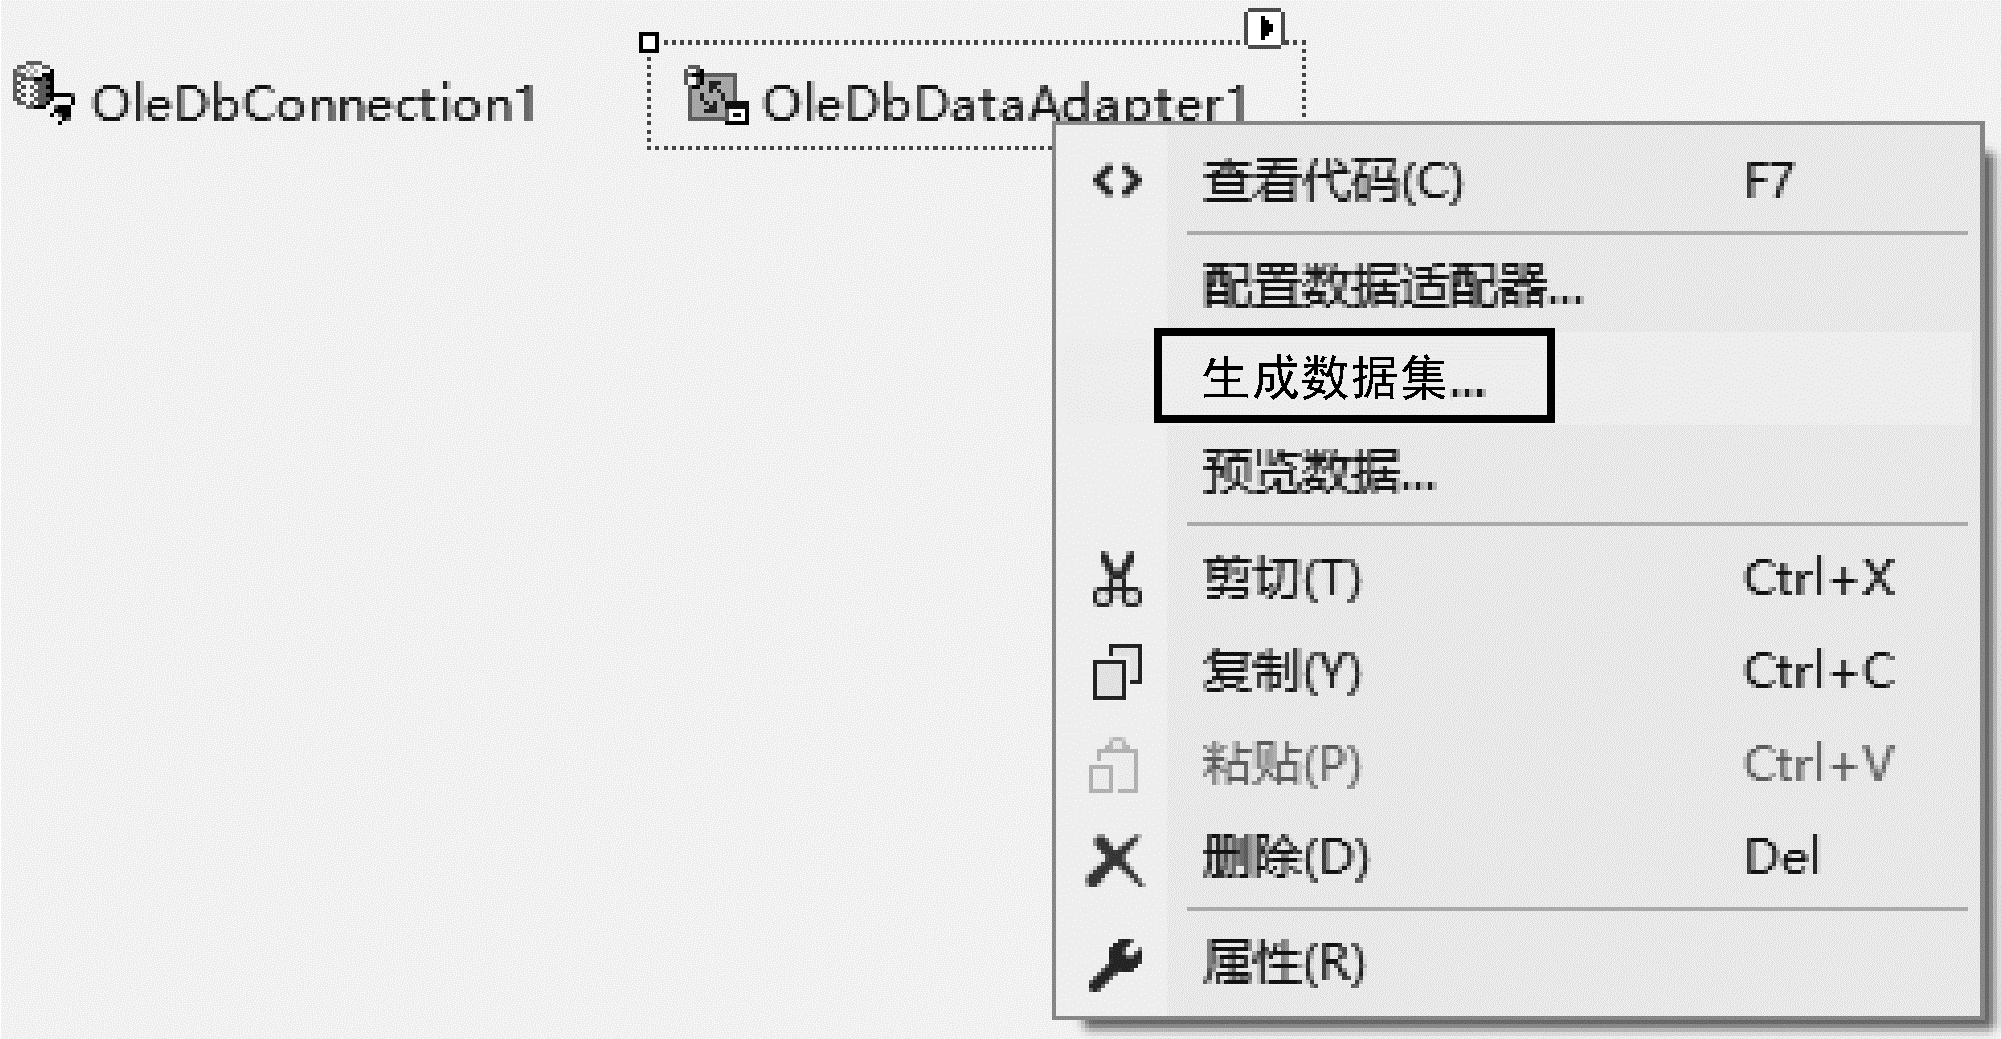 OleDbConnection1
OleDbDataAdapter1
查看代码(C) F7
配置数据适配器...
生成数据集...
预览数据...
剪切(T) Ctrl+X
复制(Y) Ctrl+C
粘贴(P) Ctrl+V
删除(D) Del
属性(R)